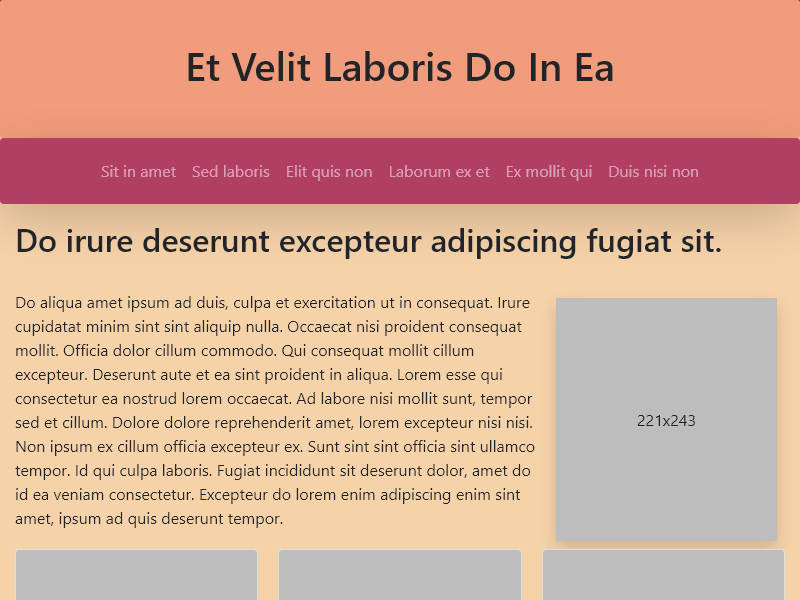 Et Velit Laboris Do In Ea
Sit in amet Sed laboris Elit quis non Laborum ex et Ex mollit qui Duis nisi non
Do irure deserunt excepteur adipiscing fugiat sit.
Do aliqua amet ipsum ad duis, culpa et exercitation ut in consequat. Irure
cupidatat minim sint sint aliquip nulla. Occaecat nisi proident consequat
mollit. Officia dolor cillum commodo. Qui consequat mollit cillum
excepteur. Deserunt aute et ea sint proident in aliqua. Lorem esse qui
consectetur ea nostrud lorem occaecat. Ad labore nisi mollit sunt, tempor
sed et cillum. Dolore dolore reprehenderit amet, lorem excepteur nisi nisi.
Non ipsum ex cillum officia excepteur ex. Sunt sint sint officia sint ullamco
tempor. Id qui culpa laboris. Fugiat incididunt sit deserunt dolor, amet do
id ea veniam consectetur. Excepteur do lorem enim adipiscing enim sint
amet, ipsum ad quis deserunt tempor.
221x243